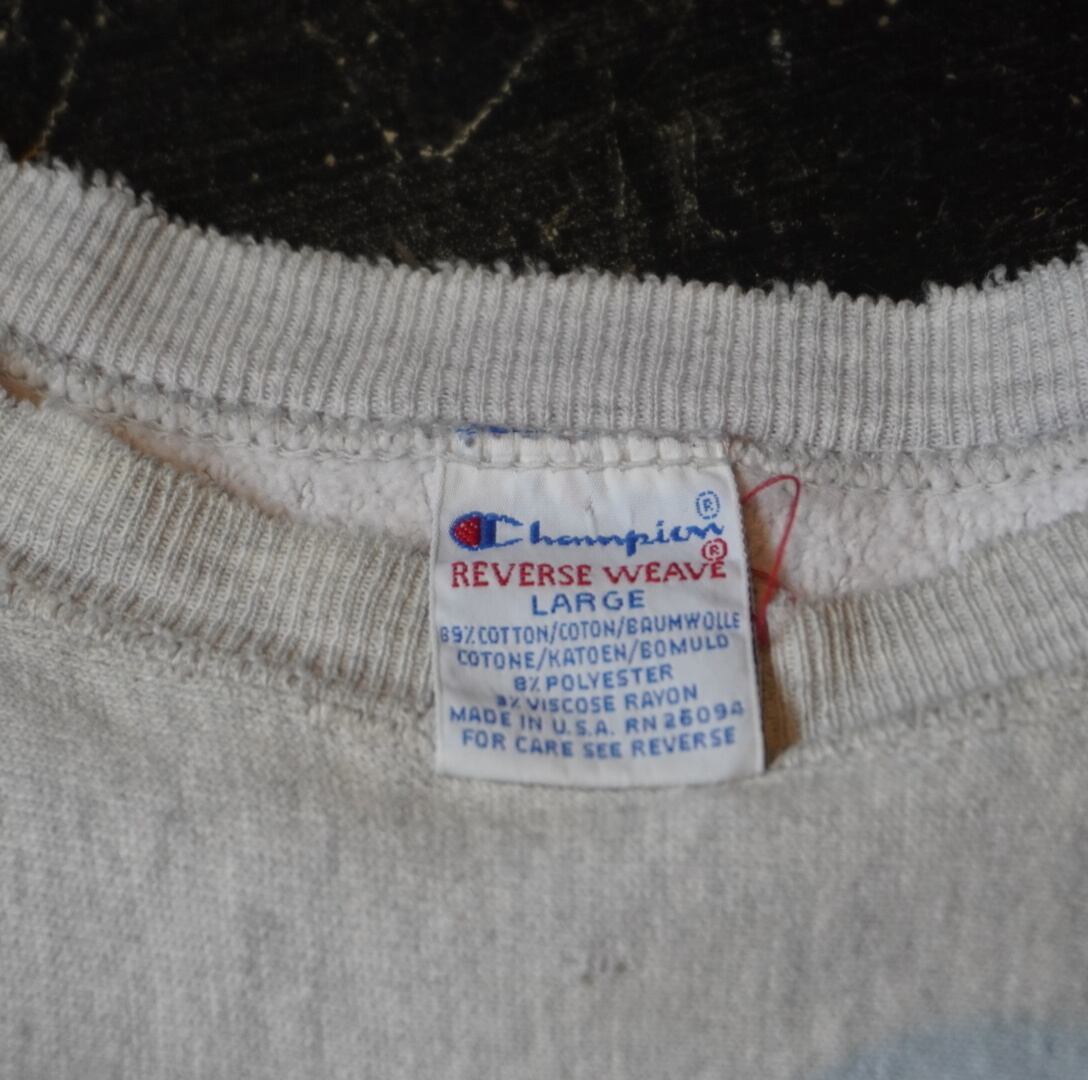 Champion®
REVERSE WEAVE®
LARGE
89% COTTON/COTON/BAUMWOLLE
COTONE/KATOEN/BOMULD
8% POLYESTER
3% VISCOSE RAYON
MADE IN U.S.A. RN 26094
FOR CARE SEE REVERSE